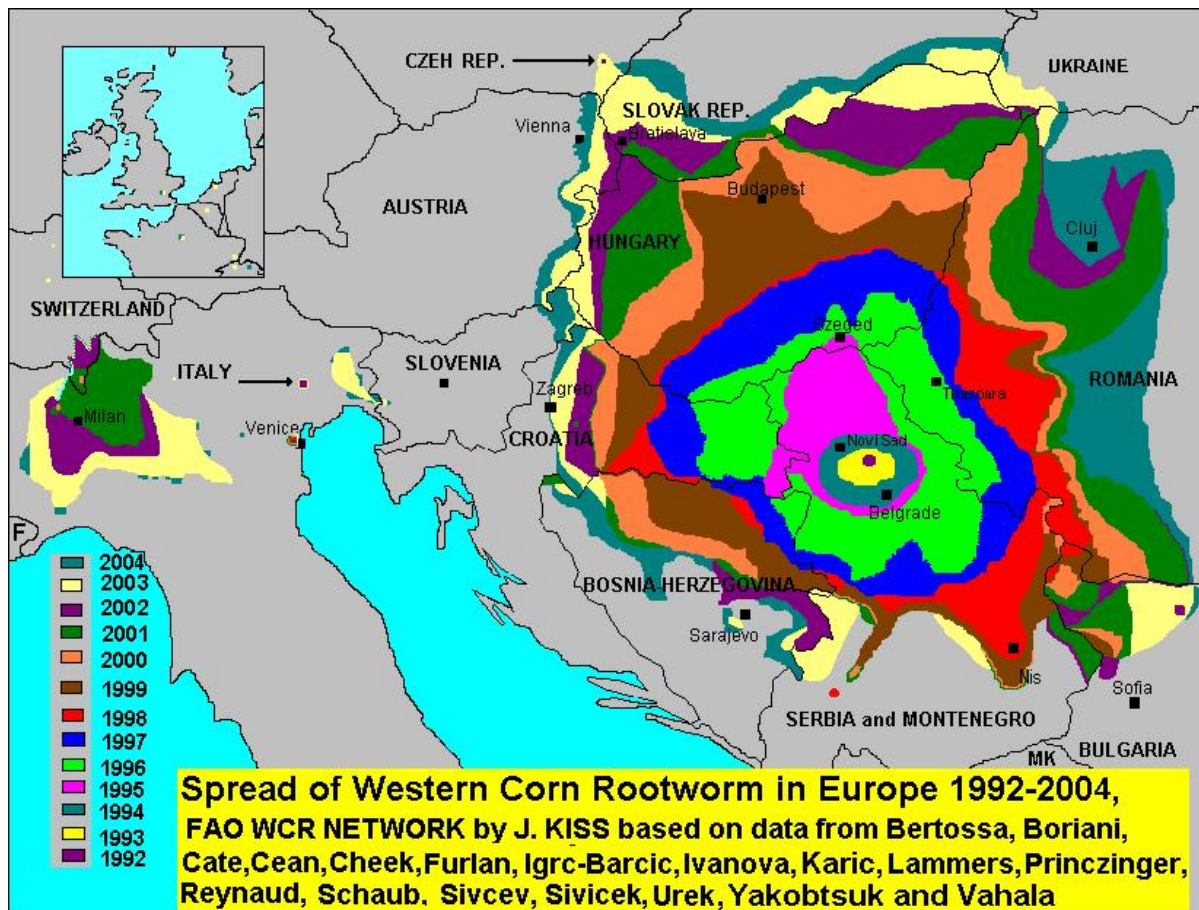 CZEH REP.
UKRAINE
SLOVAK REP.
Vienna
Bratislava
Budapest
AUSTRIA
Cluj
HUNGARY
SWITZERLAND
Szeged
SLOVENIA
ITALY
ROMANIA
Zagreb
Timisoara
Milan
Venice
CROATIA
Novi Sad
Belgrade
F
2004
2003
2002
2001
2000
1999
1998
1997
1996
1995
1994
1993
1992
BOSNIA-HERZEGOVINA
Sarajevo
Nis
Sofia
SERBIA and MONTENEGRO
MK
BULGARIA
Spread of Western Corn Rootworm in Europe 1992-2004,
FAO WCR NETWORK by J. KISS based on data from Bertossa, Boriani,
Cate,Cean,Cheek,Furlan, Igrc-Barcic,Ivanova, Karic, Lammers, Princzinger,
Reynaud, Schaub, Sivcev, Sivicek,Urek, Yakobtsuk and Vahala